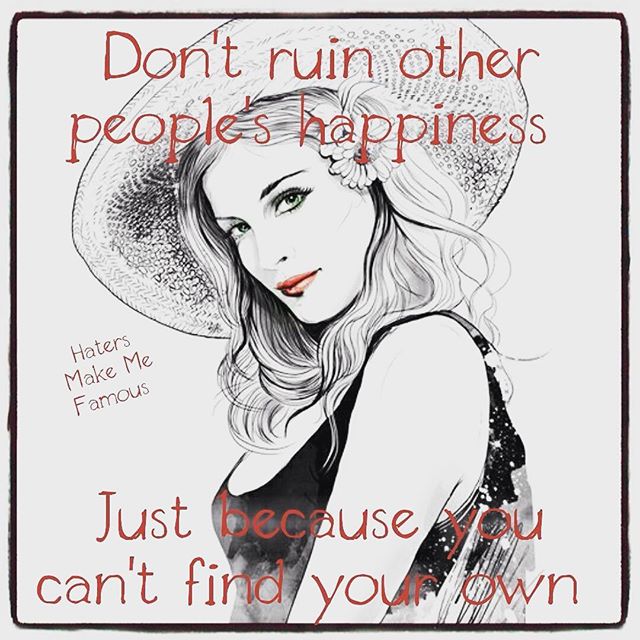 Don't ruin other
people's happiness
Haters
Make Me
Famous
Just because you
can't find your own